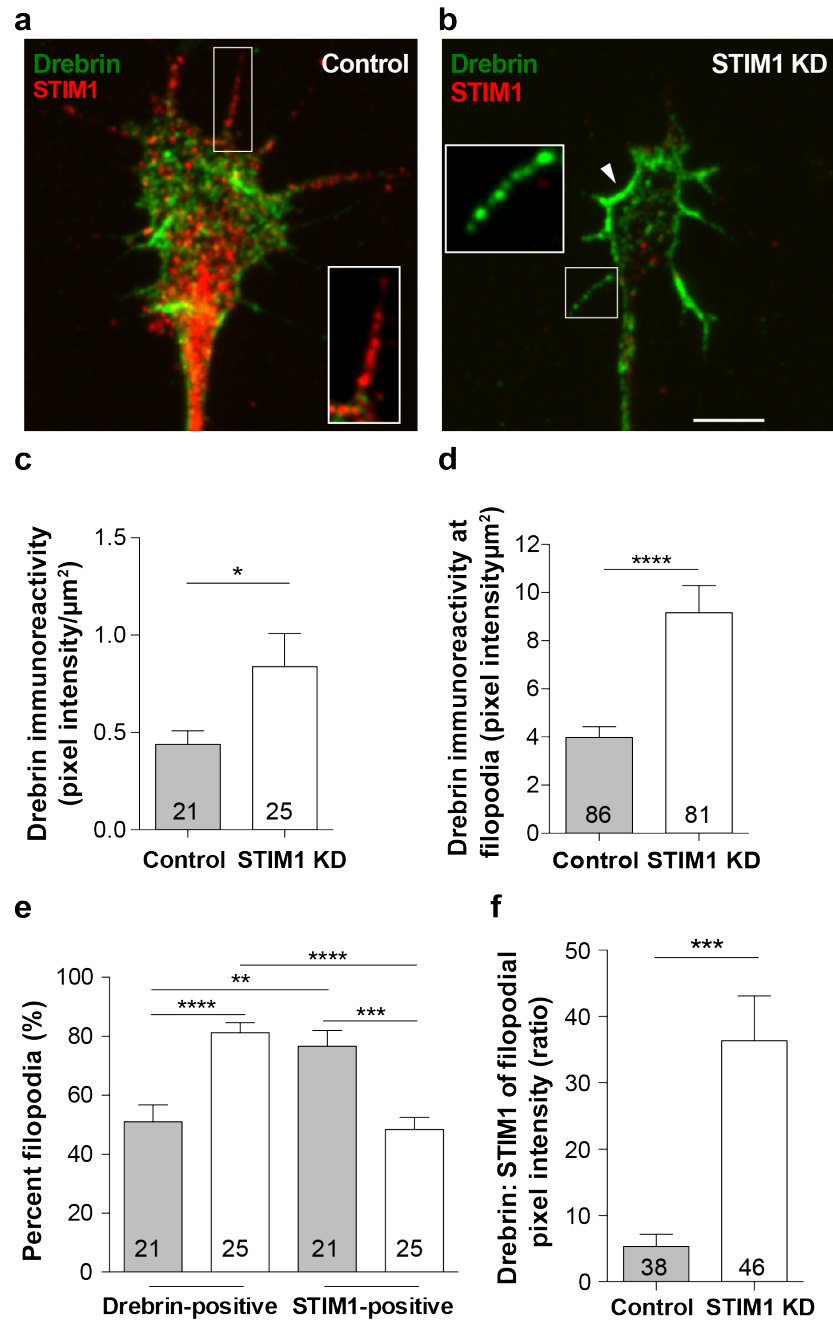 a
Drebrin
STIM1
Control
b
Drebrin
STIM1
STIM1 KD
c
Drebrin immunoreactivity
(pixel intensity/µm²)
1.5
1.0
0.5
0.0
*
21
25
Control STIM1 KD
d
Drebrin immunoreactivity at
filopodia (pixel intensityµm²)
12
10
8
6
4
2
0
****
86
81
Control STIM1 KD
e
Percent filopodia (%)
100
80
60
40
20
0
****
**
****
***
21
25
21
25
Drebrin-positive STIM1-positive
f
Drebrin: STIM1 of filopodial
pixel intensity (ratio)
50
40
30
20
10
0
***
38
46
Control STIM1 KD